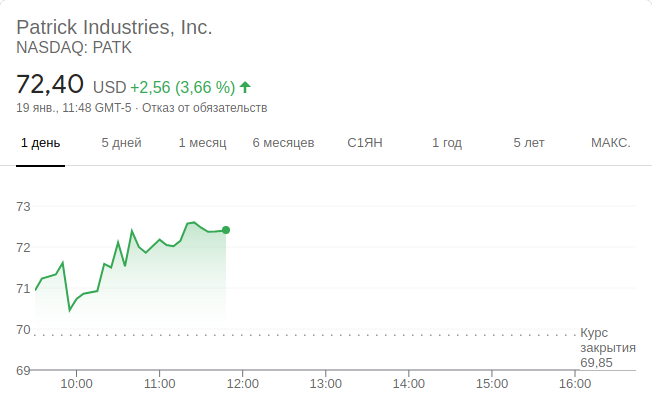 Patrick Industries, Inc.
NASDAQ: PATK
72,40 USD +2,56 (3,66 %)
19 янв., 11:48 GMT-5 · Отказ от обязательств
1 день 5 дней 1 месяц 6 месяцев С1ЯН 1 год 5 лет МАКС.
73
72
71
70
Курс
закрытия
69,85
69
10:00 11:00 12:00 13:00 14:00 15:00 16:00